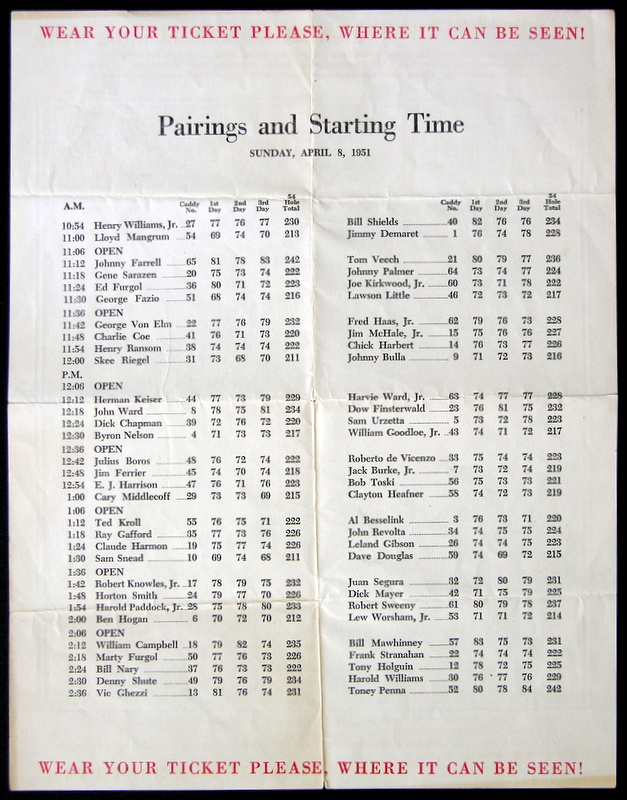 WEAR YOUR TICKET PLEASE, WHERE IT CAN BE SEEN!
Pairings and Starting Time
SUNDAY, APRIL 8, 1951
A.M. Caddy No. 1st Day 2nd Day 3rd Day 54 Hole Total Caddy No. 1st Day 2nd Day 3rd Day 54 Hole Total
10:54 Henry Williams, Jr. 27 77 76 77 230 Bill Shields 40 82 76 76 234
11:00 Lloyd Mangrum 54 69 74 70 213 Jimmy Demaret 1 76 74 78 228
11:06 OPEN
11:12 Johnny Farrell 65 81 78 83 242 Tom Veech 21 80 79 77 236
11:18 Gene Sarazen 20 75 73 74 222 Johnny Palmer 64 73 74 77 224
11:24 Ed Furgol 36 80 71 72 223 Joe Kirkwood, Jr. 60 73 71 78 222
11:30 George Fazio 51 68 74 74 216 Lawson Little 46 72 73 72 217
11:36 OPEN
11:42 George Von Elm 22 77 76 79 232 Fred Haas, Jr. 62 79 76 73 228
11:48 Charlie Coe 41 76 71 73 220 Jim McHale, Jr. 15 75 76 76 227
11:54 Henry Ransom 38 74 74 74 222 Chick Harbert 14 76 73 77 226
12:00 Skee Riegel 31 73 68 70 211 Johnny Bulla 9 71 72 73 216
P.M.
12:06 OPEN
12:12 Herman Keiser 44 77 73 79 229 Harvie Ward, Jr. 63 74 77 77 228
12:18 John Ward 8 78 75 81 234 Dow Finsterwald 23 76 81 75 232
12:24 Dick Chapman 39 72 76 72 220 Sam Urzetta 5 73 72 78 223
12:30 Byron Nelson 4 71 73 73 217 William Goodloe, Jr. 43 74 71 72 217
12:36 OPEN
12:42 Julius Boros 48 76 72 74 222 Roberto de Vicenzo 33 75 74 74 223
12:48 Jim Ferrier 45 74 70 74 218 Jack Burke, Jr. 7 73 72 74 219
12:54 E. J. Harrison 47 76 71 76 223 Bob Toski 56 75 73 73 221
1:00 Cary Middlecoff 29 73 73 69 215 Clayton Heafner 58 74 72 73 219
1:06 OPEN
1:12 Ted Kroll 55 76 75 71 222 Al Besselink 3 76 73 71 220
1:18 Ray Gafford 35 77 73 76 226 John Revolta 34 74 75 75 224
1:24 Claude Harmon 19 75 77 74 226 Leland Gibson 26 74 74 75 223
1:30 Sam Snead 10 69 74 68 211 Dave Douglas 59 74 69 72 215
1:36 OPEN
1:42 Robert Knowles, Jr. 17 78 79 75 232 Juan Segura 32 72 80 79 231
1:48 Horton Smith 24 79 77 70 226 Dick Mayer 42 71 75 79 225
1:54 Harold Paddock, Jr. 28 75 78 80 233 Robert Sweeny 61 80 79 78 237
2:00 Ben Hogan 6 70 72 70 212 Lew Worsham, Jr. 53 71 71 72 214
2:06 OPEN
2:12 William Campbell 18 79 82 74 235 Bill Mawhinney 57 83 75 73 231
2:18 Marty Furgol 50 77 76 73 226 Frank Stranahan 22 74 74 74 222
2:24 Bill Nary 37 76 73 73 222 Tony Holguin 12 78 72 75 225
2:30 Denny Shute 49 79 76 79 234 Harold Williams 30 76 77 76 229
2:36 Vic Ghezzi 13 81 76 74 231 Toney Penna 52 80 78 84 242
WEAR YOUR TICKET PLEASE, WHERE IT CAN BE SEEN!